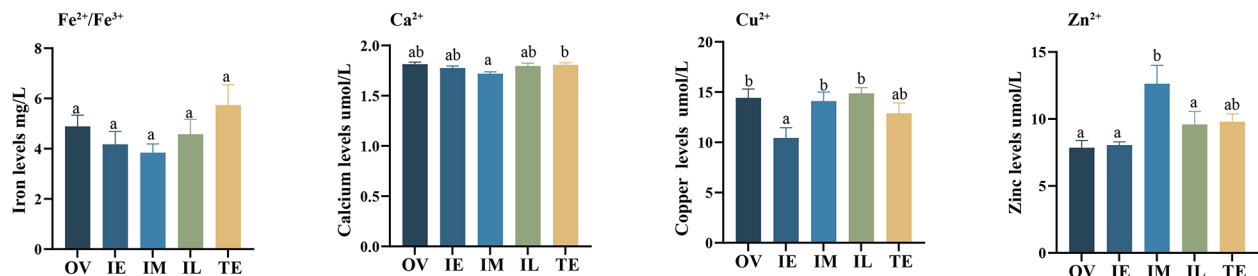 Fe²⁺/Fe³⁺
Iron levels mg/L
8
6
4
2
0
a
a
a
a
a
OV IE IM IL TE
Ca²⁺
Calcium levels umol/L
2.0
1.5
1.0
0.5
0.0
ab
ab
a
ab
b
OV IE IM IL TE
Cu²⁺
Copper levels umol/L
20
15
10
5
0
b
a
b
b
ab
OV IE IM IL TE
Zn²⁺
Zinc levels umol/L
15
10
5
0
a
a
b
a
ab
OV IE IM IL TE